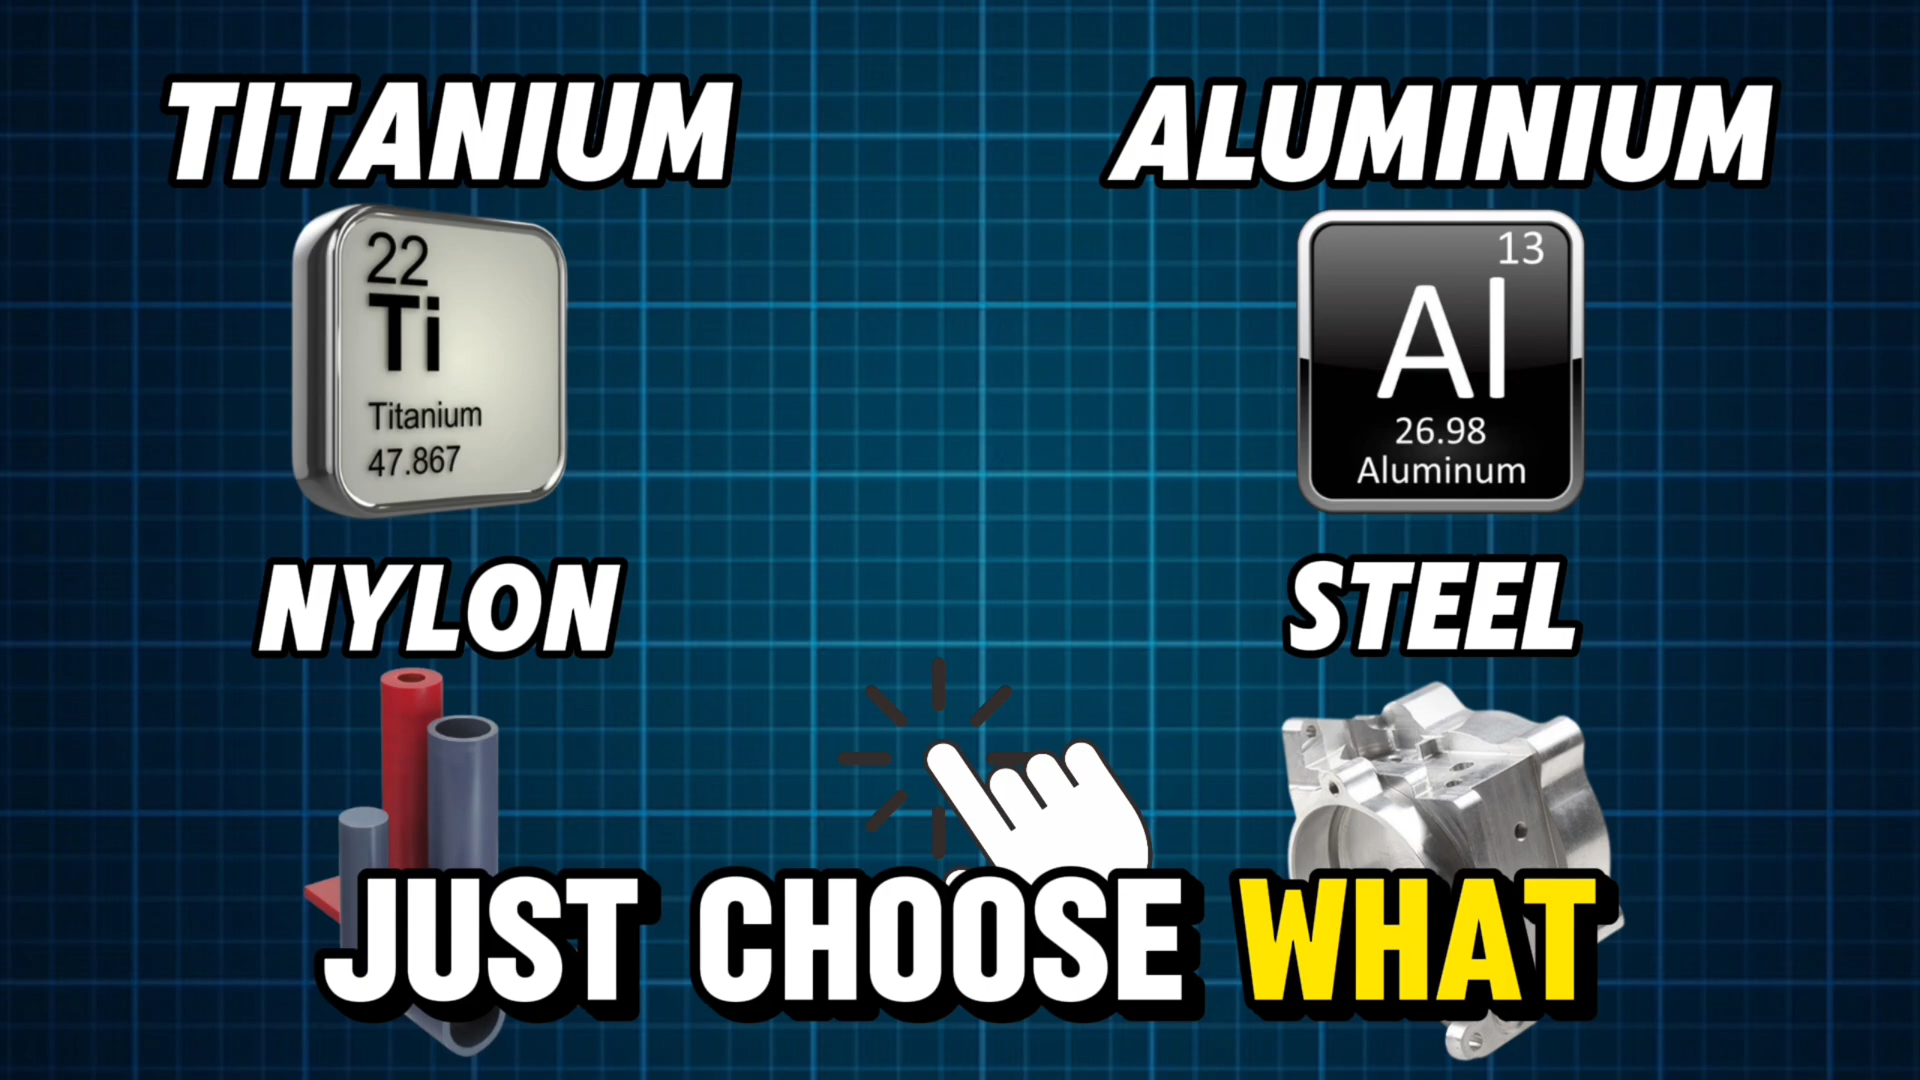 TITANIUM
ALUMINIUM
22
Ti
Titanium
47.867
13
Al
26.98
Aluminum
NYLON
STEEL
JUST CHOOSE WHAT